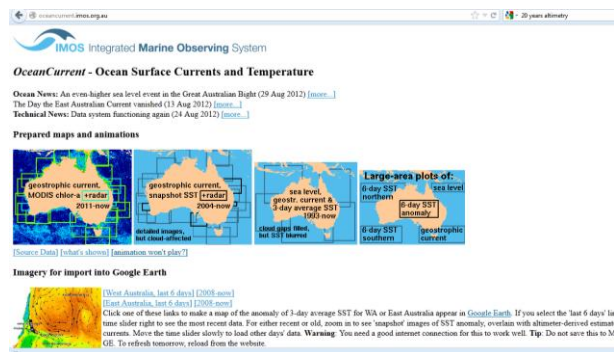 oceancurrent.imos.org.au
20 years altimetry
IMOS Integrated Marine Observing System
OceanCurrent - Ocean Surface Currents and Temperature
Ocean News: An even-higher sea level event in the Great Australian Bight (29 Aug 2012) [more...]
The Day the East Australian Current vanished (13 Aug 2012) [more...]
Technical News: Data system functioning again (24 Aug 2012) [more...]
Prepared maps and animations
geostrophic current,
MODIS chlor-a +radar
2011-now
geostrophic current,
snapshot SST +radar
2004-now
detailed images,
but cloud-affected
sea level,
geostr. current &
3 day average SST
1993-now
cloud gaps filled,
but SST blurred
Large-area plots of:
6-day SST
northern
sea level
6-day SST
anomaly
6-day SST
southern
geostrophic
current
[Source Data] [what's shown] [animation won't play?]
Imagery for import into Google Earth
[West Australia, last 6 days] [2008-now]
[East Australia, last 6 days] [2008-now]
Click one of these links to make a map of the anomaly of 3-day average SST for WA or East Australia appear in Google Earth. If you select the 'last 6 days' li
time slider right to see the most recent data. For either recent or old, zoom in to see 'snapshot' images of SST anomaly, overlain with altimeter-derived estimat
currents. Move the time slider slowly to load other days' data. Warning: You need a good internet connection for this to work well. Tip: Do not save this to M
GE. To refresh tomorrow, reload from the website.